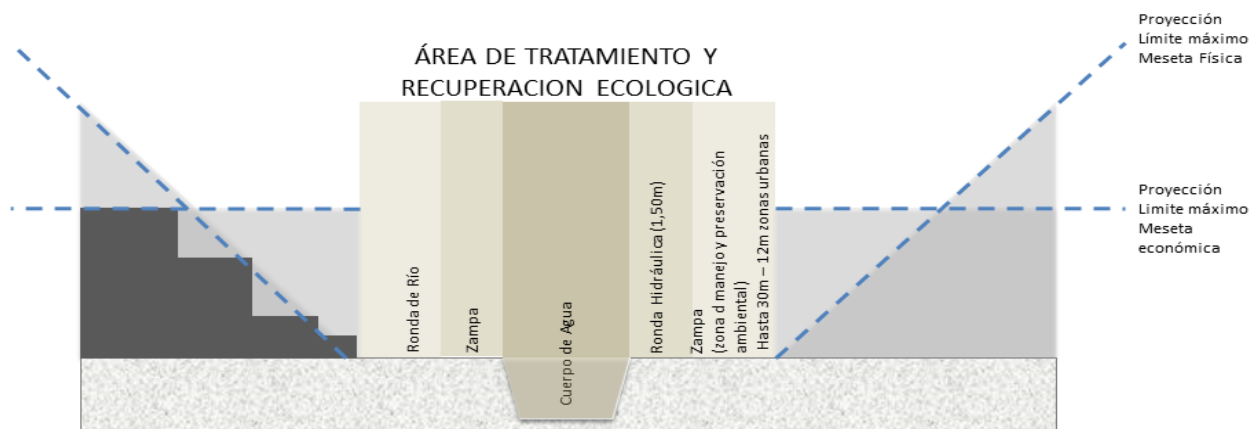 ÁREA DE TRATAMIENTO Y
RECUPERACION ECOLOGICA
Proyección
Límite máximo
Meseta Física
Proyección
Limite máximo
Meseta
económica
Ronda de Río
Zampa
Cuerpo de Agua
Ronda Hidráulica (1,50m)
Zampa
(zona d manejo y preservación
ambiental)
Hasta 30m – 12m zonas urbanas